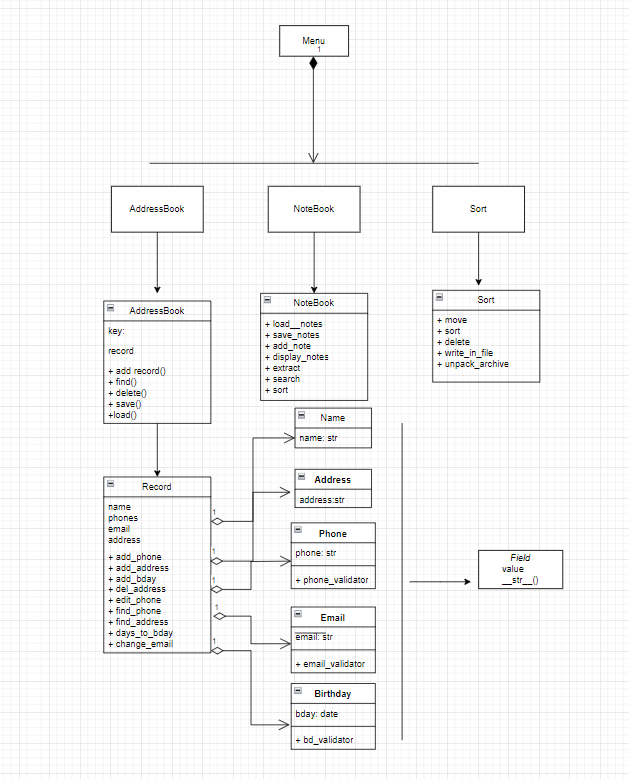 Menu
1
AddressBook
NoteBook
Sort
AddressBook
key:
record
+ add record()
+ find()
+ delete()
+ save()
+load()
NoteBook
+ load__notes
+ save_notes
+ add_note
+ display_notes
+ extract
+ search
+ sort
Sort
+ move
+ sort
+ delete
+ write_in_file
+ unpack_archive
Record
name
phones
email
address
+ add_phone
+ add_address
+ add_bday
+ del_address
+ edit_phone
+ find_phone
+ find_address
+ days_to_bday
+ change_email
1
1
1
1
1
Name
name: str
Address
address:str
Phone
phone: str
+ phone_validator
Email
email: str
+ email_validator
Birthday
bday: date
+ bd_validator
Field
value
__str__()